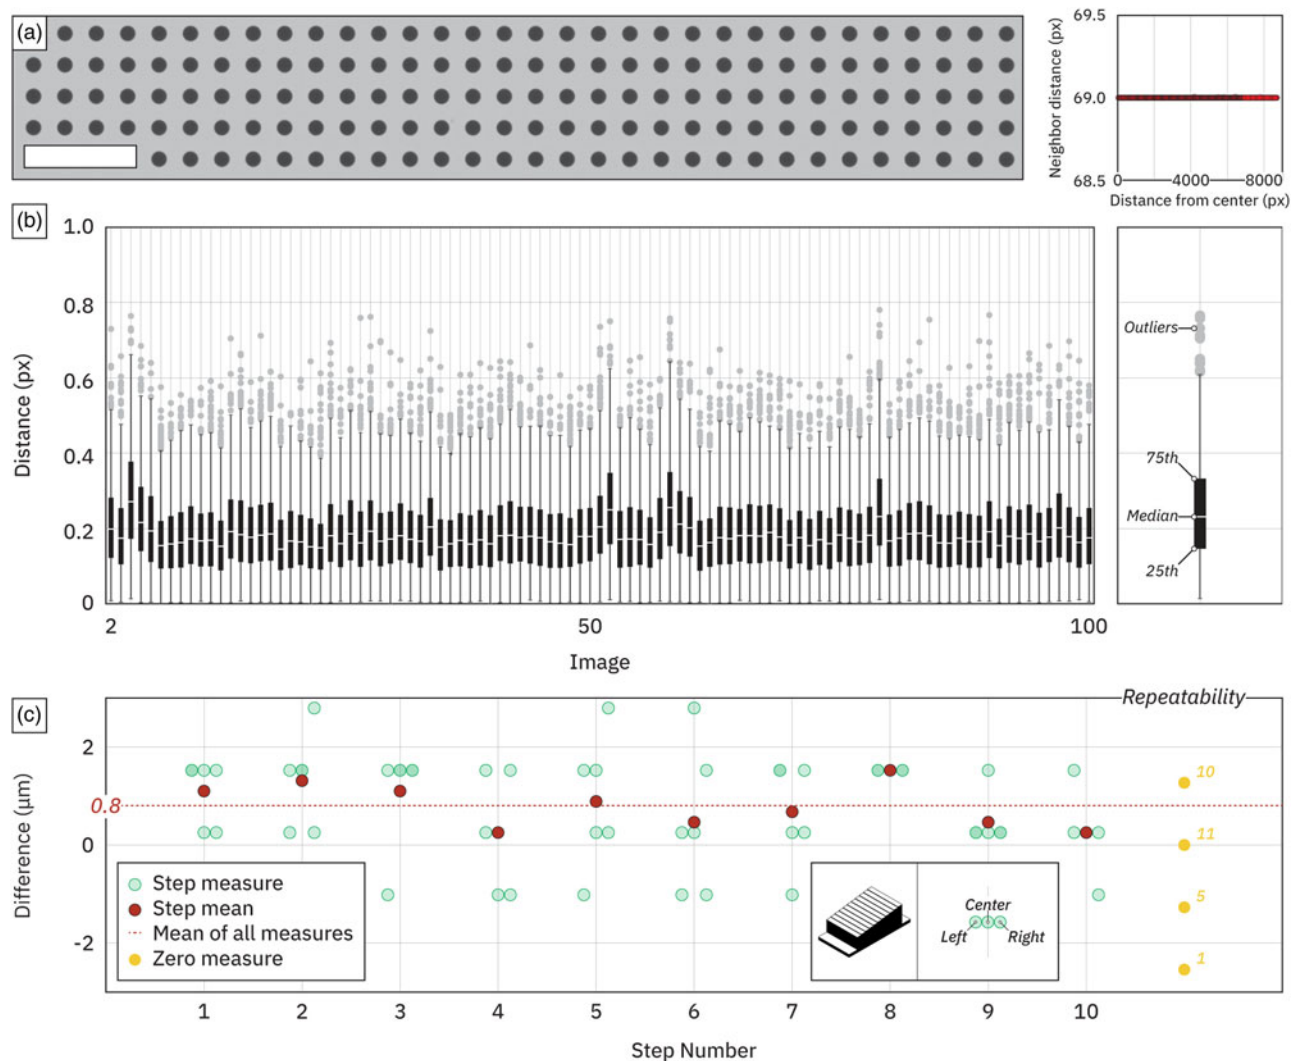 (a)
69.5
69.0
68.5
Neighbor distance (px)
0 4000 8000
Distance from center (px)
(b)
1.0
0.8
0.6
0.4
0.2
0
Distance (px)
2 50 100
Image
Outliers
75th
Median
25th
(c)
Repeatability
2
0.8
0
-2
Difference (μm)
10
11
5
1
Step measure
Step mean
Mean of all measures
Zero measure
Center
Left Right
1 2 3 4 5 6 7 8 9 10
Step Number